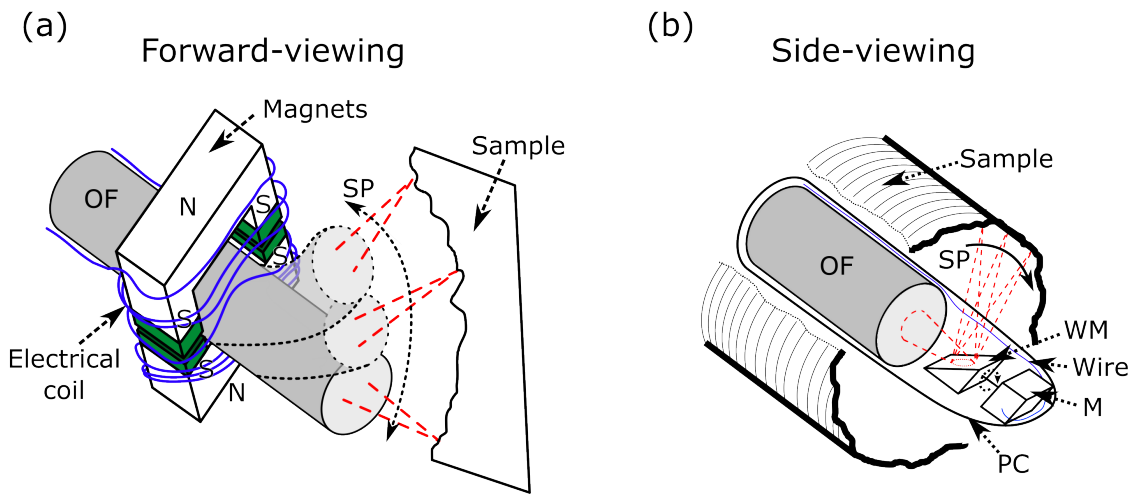 (a)
Forward-viewing
Magnets
Sample
OF
N
S
SP
S
S
S
N
Electrical
coil
(b)
Side-viewing
Sample
OF
SP
WM
Wire
M
PC